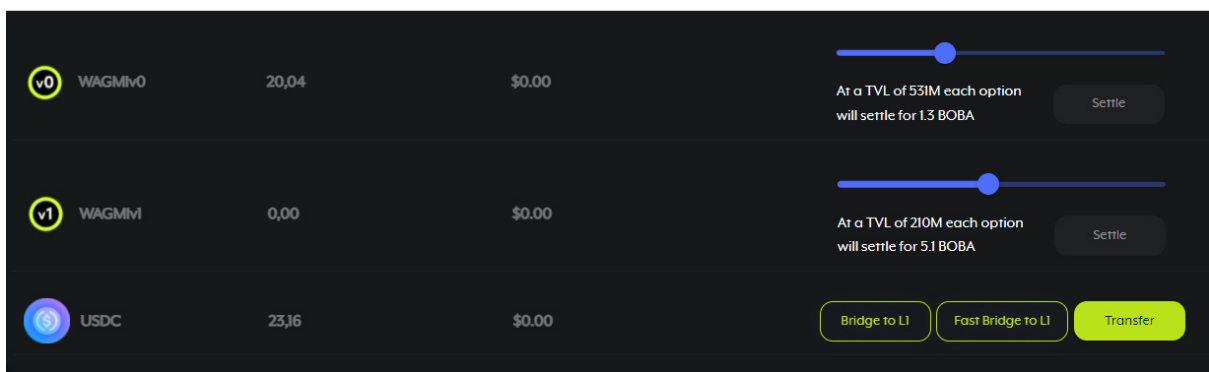 v0 WAGMIv0 20,04 $0.00
At a TVL of 531M each option
will settle for 1.3 BOBA
Settle
v1 WAGMIv1 0,00 $0.00
At a TVL of 210M each option
will settle for 5.1 BOBA
Settle
USDC 23,16 $0.00 Bridge to L1 Fast Bridge to L1 Transfer